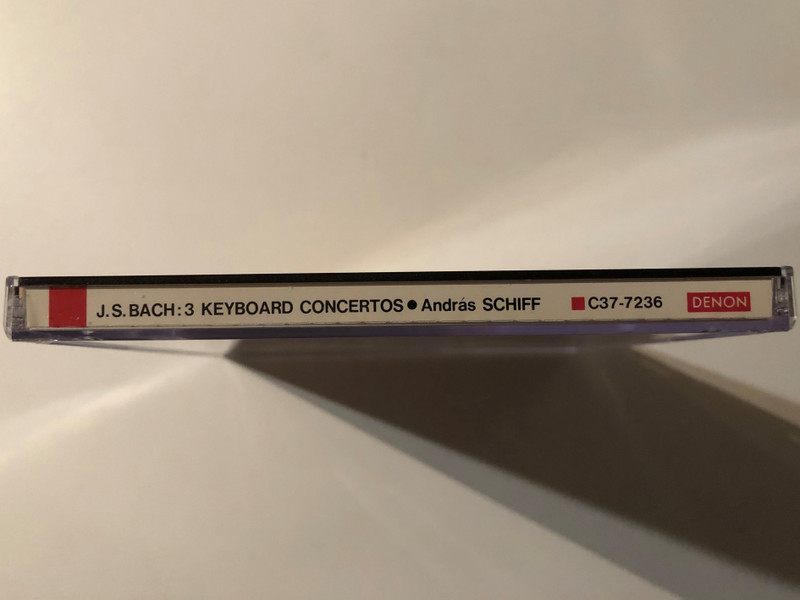 J.S.BACH:3 KEYBOARD CONCERTOS●András SCHIFF ■C37-7236 DENON